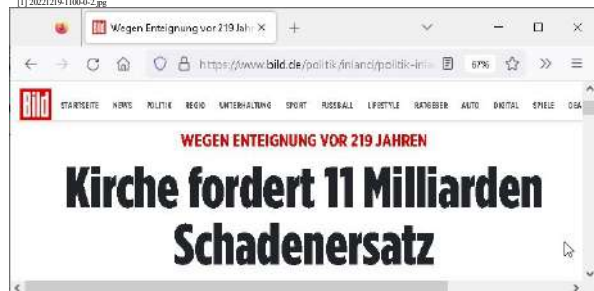 [1] 20221219-1100-0-2.jpg
Wegen Enteignung vor 219 Jahr
https://www.bild.de/politik/inland/politik-inla 67%
Bild STARTSEITE NEWS POLITIK REGIO UNTERHALTUNG SPORT FUSSBALL LIFESTYLE RATGEBER AUTO DIGITAL SPIELE DEA
WEGEN ENTEIGNUNG VOR 219 JAHREN
Kirche fordert 11 Milliarden
Schadenersatz